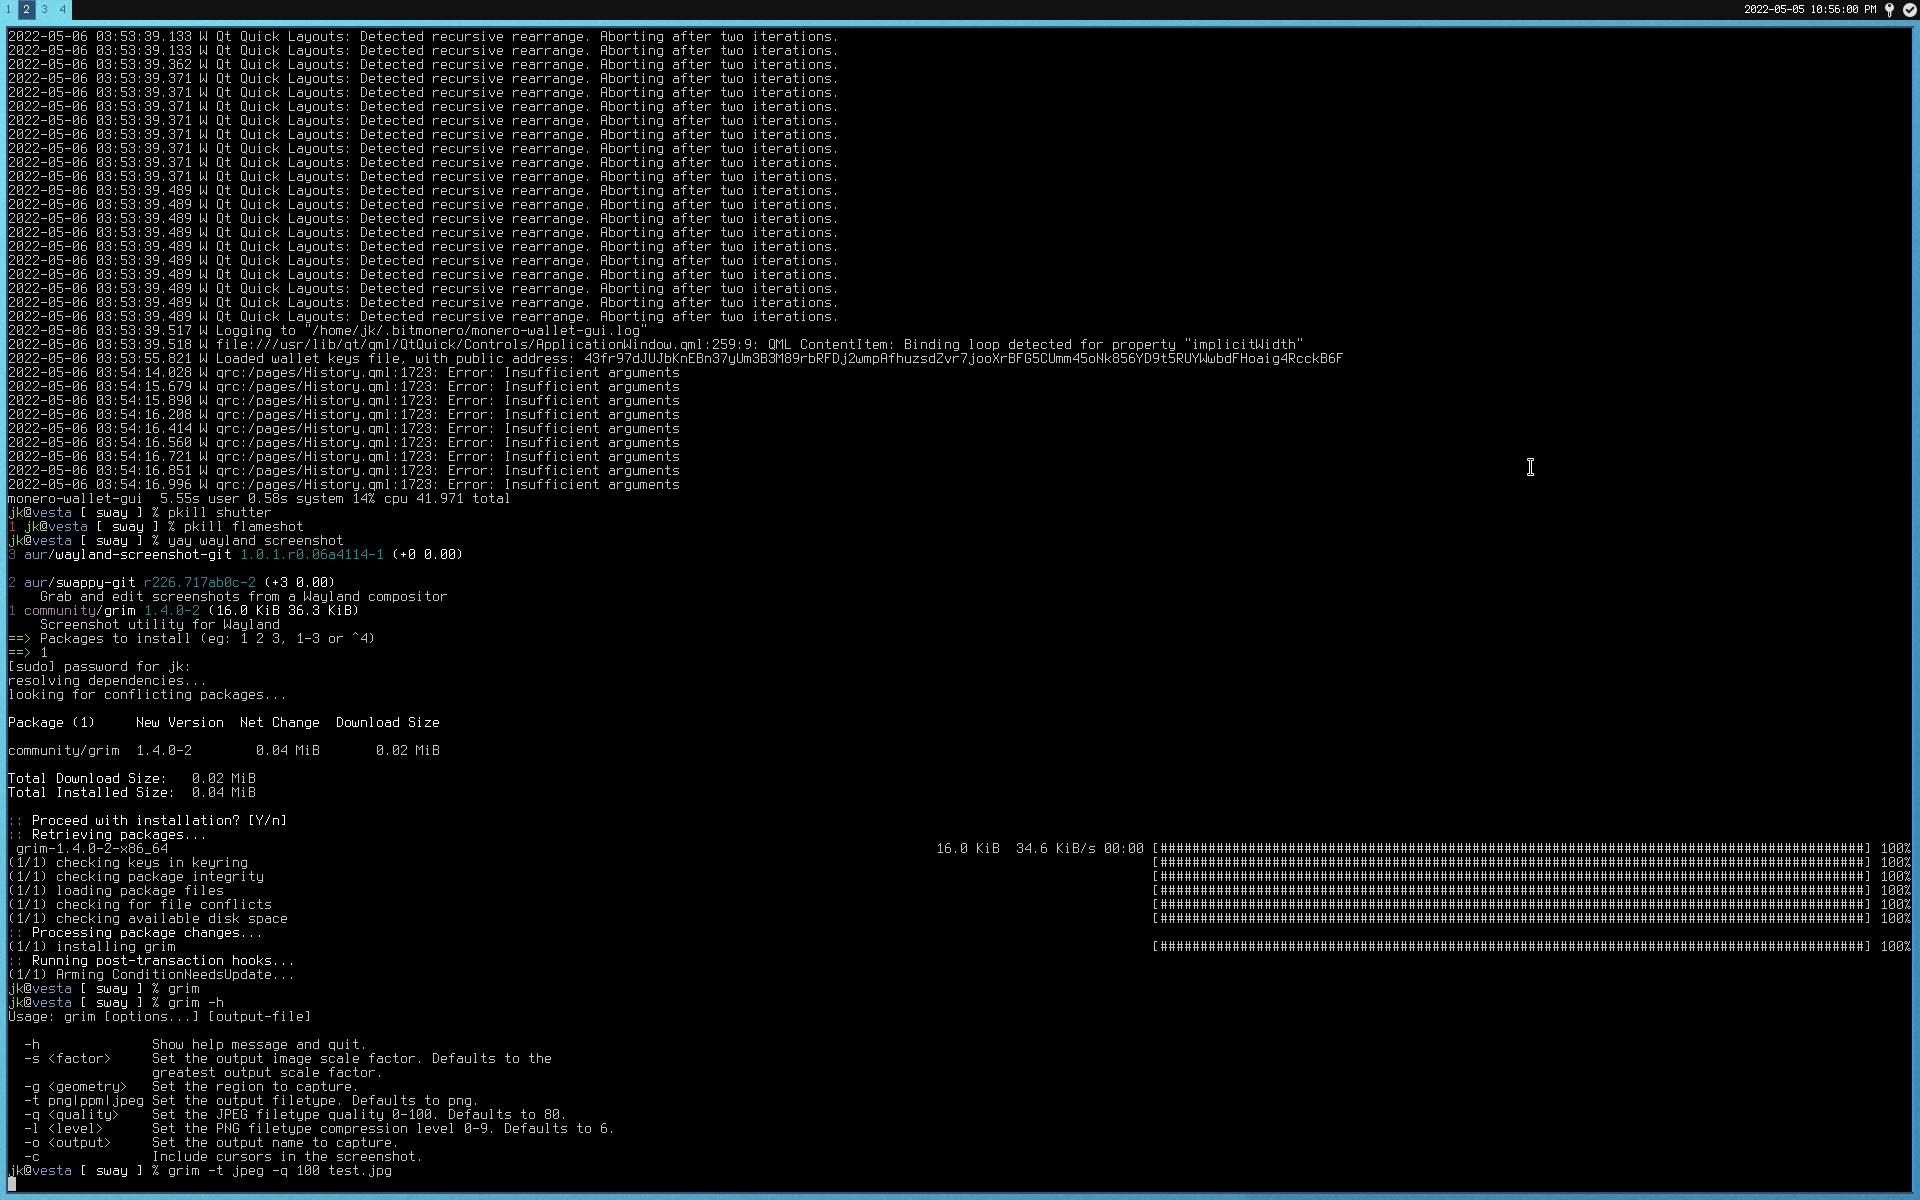 1 2 3 4
2022-05-05 10:56:00 PM
2022-05-06 03:53:39.133 W Qt Quick Layouts: Detected recursive rearrange. Aborting after two iterations.
2022-05-06 03:53:39.133 W Qt Quick Layouts: Detected recursive rearrange. Aborting after two iterations.
2022-05-06 03:53:39.362 W Qt Quick Layouts: Detected recursive rearrange. Aborting after two iterations.
2022-05-06 03:53:39.371 W Qt Quick Layouts: Detected recursive rearrange. Aborting after two iterations.
2022-05-06 03:53:39.371 W Qt Quick Layouts: Detected recursive rearrange. Aborting after two iterations.
2022-05-06 03:53:39.371 W Qt Quick Layouts: Detected recursive rearrange. Aborting after two iterations.
2022-05-06 03:53:39.371 W Qt Quick Layouts: Detected recursive rearrange. Aborting after two iterations.
2022-05-06 03:53:39.371 W Qt Quick Layouts: Detected recursive rearrange. Aborting after two iterations.
2022-05-06 03:53:39.371 W Qt Quick Layouts: Detected recursive rearrange. Aborting after two iterations.
2022-05-06 03:53:39.371 W Qt Quick Layouts: Detected recursive rearrange. Aborting after two iterations.
2022-05-06 03:53:39.371 W Qt Quick Layouts: Detected recursive rearrange. Aborting after two iterations.
2022-05-06 03:53:39.489 W Qt Quick Layouts: Detected recursive rearrange. Aborting after two iterations.
2022-05-06 03:53:39.489 W Qt Quick Layouts: Detected recursive rearrange. Aborting after two iterations.
2022-05-06 03:53:39.489 W Qt Quick Layouts: Detected recursive rearrange. Aborting after two iterations.
2022-05-06 03:53:39.489 W Qt Quick Layouts: Detected recursive rearrange. Aborting after two iterations.
2022-05-06 03:53:39.489 W Qt Quick Layouts: Detected recursive rearrange. Aborting after two iterations.
2022-05-06 03:53:39.489 W Qt Quick Layouts: Detected recursive rearrange. Aborting after two iterations.
2022-05-06 03:53:39.489 W Qt Quick Layouts: Detected recursive rearrange. Aborting after two iterations.
2022-05-06 03:53:39.489 W Qt Quick Layouts: Detected recursive rearrange. Aborting after two iterations.
2022-05-06 03:53:39.489 W Qt Quick Layouts: Detected recursive rearrange. Aborting after two iterations.
2022-05-06 03:53:39.489 W Qt Quick Layouts: Detected recursive rearrange. Aborting after two iterations.
2022-05-06 03:53:39.517 W Logging to "/home/jk/.bitmonero/monero-wallet-gui.log"
2022-05-06 03:53:39.518 W file:///usr/lib/qt/qml/QtQuick/Controls/ApplicationWindow.qml:259:9: QML ContentItem: Binding loop detected for property "implicitWidth"
2022-05-06 03:53:55.821 W Loaded wallet keys file, with public address: 43fr97dJUJbKnEBn37yUm3B3M89rbRFDj2wmpAfhuzsdZvr7jooXrBFG5CUmm45oNk856YD9t5RUYWwbdFHoaig4RcckB6F
2022-05-06 03:54:14.028 W qrc:/pages/History.qml:1723: Error: Insufficient arguments
2022-05-06 03:54:15.679 W qrc:/pages/History.qml:1723: Error: Insufficient arguments
2022-05-06 03:54:15.890 W qrc:/pages/History.qml:1723: Error: Insufficient arguments
2022-05-06 03:54:16.208 W qrc:/pages/History.qml:1723: Error: Insufficient arguments
2022-05-06 03:54:16.414 W qrc:/pages/History.qml:1723: Error: Insufficient arguments
2022-05-06 03:54:16.560 W qrc:/pages/History.qml:1723: Error: Insufficient arguments
2022-05-06 03:54:16.721 W qrc:/pages/History.qml:1723: Error: Insufficient arguments
2022-05-06 03:54:16.851 W qrc:/pages/History.qml:1723: Error: Insufficient arguments
2022-05-06 03:54:16.996 W qrc:/pages/History.qml:1723: Error: Insufficient arguments
monero-wallet-gui  5.55s user 0.58s system 14% cpu 41.971 total
jk@vesta [ sway ] % pkill shutter
1 jk@vesta [ sway ] % pkill flameshot
jk@vesta [ sway ] % yay wayland screenshot
3 aur/wayland-screenshot-git 1.0.1.r0.06a4114-1 (+0 0.00)
2 aur/swappy-git r226.717ab0c-2 (+3 0.00)
    Grab and edit screenshots from a Wayland compositor
1 community/grim 1.4.0-2 (16.0 KiB 36.3 KiB)
    Screenshot utility for Wayland
==> Packages to install (eg: 1 2 3, 1-3 or ^4)
==> 1
[sudo] password for jk:
resolving dependencies...
looking for conflicting packages...
Package (1)     New Version  Net Change  Download Size
community/grim  1.4.0-2        0.04 MiB       0.02 MiB
Total Download Size:   0.02 MiB
Total Installed Size:  0.04 MiB
:: Proceed with installation? [Y/n]
:: Retrieving packages...
 grim-1.4.0-2-x86_64     16.0 KiB  34.6 KiB/s 00:00 [########################################################################################] 100%
(1/1) checking keys in keyring     [########################################################################################] 100%
(1/1) checking package integrity     [########################################################################################] 100%
(1/1) loading package files     [########################################################################################] 100%
(1/1) checking for file conflicts     [########################################################################################] 100%
(1/1) checking available disk space     [########################################################################################] 100%
:: Processing package changes...
(1/1) installing grim     [########################################################################################] 100%
:: Running post-transaction hooks...
(1/1) Arming ConditionNeedsUpdate...
jk@vesta [ sway ] % grim
jk@vesta [ sway ] % grim -h
Usage: grim [options...] [output-file]
  -h              Show help message and quit.
  -s <factor>     Set the output image scale factor. Defaults to the
                  greatest output scale factor.
  -g <geometry>   Set the region to capture.
  -t png|ppm|jpeg Set the output filetype. Defaults to png.
  -q <quality>    Set the JPEG filetype quality 0-100. Defaults to 80.
  -l <level>      Set the PNG filetype compression level 0-9. Defaults to 6.
  -o <output>     Set the output name to capture.
  -c              Include cursors in the screenshot.
jk@vesta [ sway ] % grim -t jpeg -q 100 test.jpg